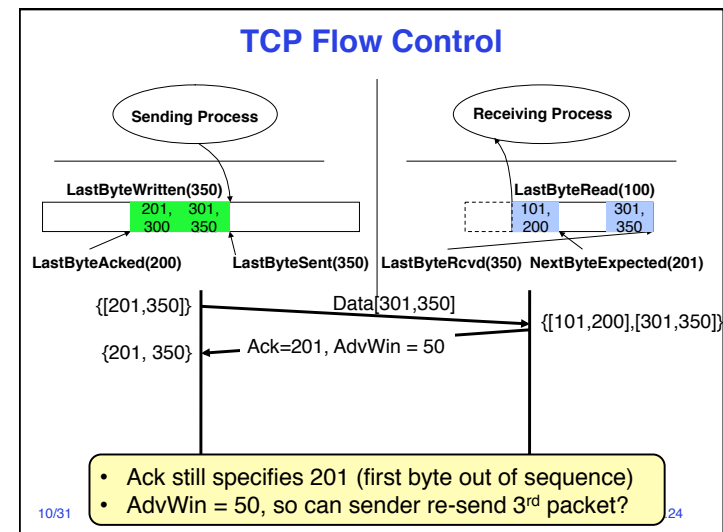 TCP Flow Control
Sending Process
Receiving Process
LastByteWritten(350)
LastByteRead(100)
201, 301,
300 350
101, 301,
200 350
LastByteAcked(200)
LastByteSent(350)
LastByteRcvd(350)
NextByteExpected(201)
{[201,350]}
Data[301,350]
{[101,200],[301,350]}
{201, 350}
Ack=201, AdvWin = 50
• Ack still specifies 201 (first byte out of sequence)
• AdvWin = 50, so can sender re-send 3rd packet?
10/31
.24